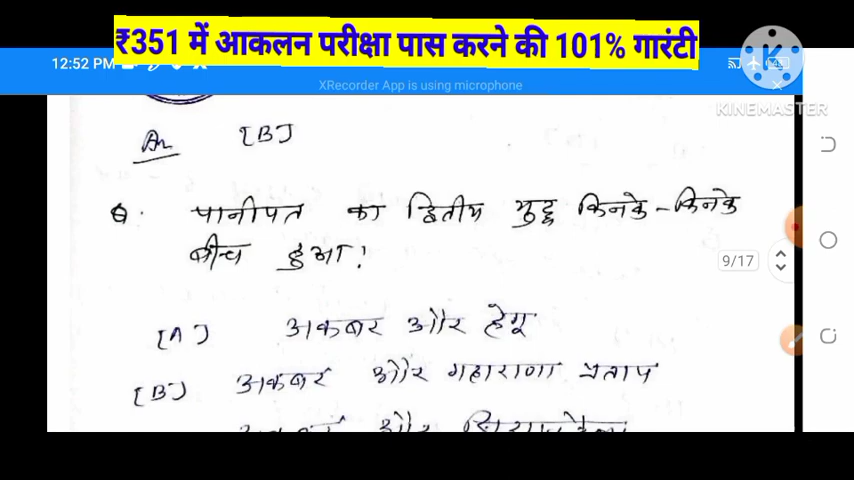 ₹351 में आकलन परीक्षा पास करने की 101% गारंटी
12:52 PM
XRecorder App is using microphone
KINEMASTER
An [B]
Q. पानीपत का द्वितीय युद्ध किनके-किनके
बीच हुआ!
9/17
[A] अकबर और हेमू
[B] अकबर और महाराणा प्रताप
और